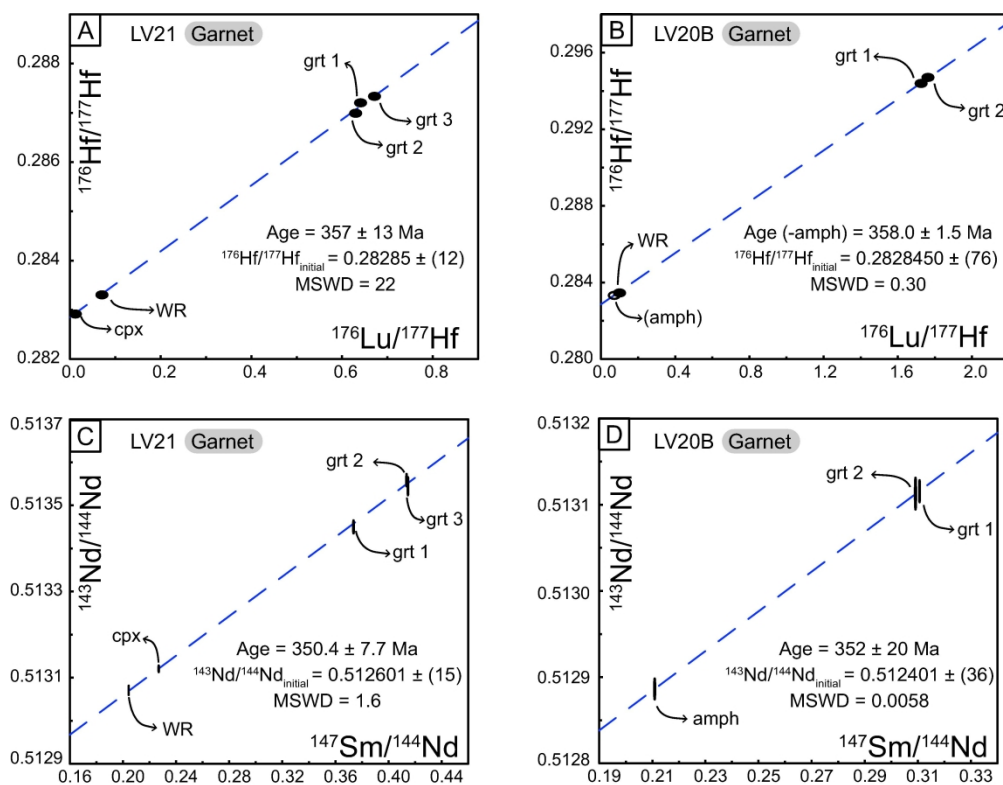 A LV21 Garnet
0.288
0.286
0.284
0.282
¹⁷⁶Hf/¹⁷⁷Hf
grt 1
grt 3
grt 2
Age = 357 ± 13 Ma
¹⁷⁶Hf/¹⁷⁷Hf initial = 0.28285 ± (12)
MSWD = 22
WR
cpx
¹⁷⁶Lu/¹⁷⁷Hf
0.0 0.2 0.4 0.6 0.8
B LV20B Garnet
0.296
0.292
0.288
0.284
0.280
¹⁷⁶Hf/¹⁷⁷Hf
grt 1
grt 2
WR
Age (-amph) = 358.0 ± 1.5 Ma
¹⁷⁶Hf/¹⁷⁷Hf initial = 0.2828450 ± (76)
MSWD = 0.30
(amph)
¹⁷⁶Lu/¹⁷⁷Hf
0.0 0.4 0.8 1.2 1.6 2.0
C LV21 Garnet
0.5137
0.5135
0.5133
0.5131
0.5129
¹⁴³Nd/¹⁴⁴Nd
grt 2
grt 3
grt 1
cpx
Age = 350.4 ± 7.7 Ma
¹⁴³Nd/¹⁴⁴Nd initial = 0.512601 ± (15)
MSWD = 1.6
WR
¹⁴⁷Sm/¹⁴⁴Nd
0.16 0.20 0.24 0.28 0.32 0.36 0.40 0.44
D LV20B Garnet
0.5132
0.5131
0.5130
0.5129
0.5128
¹⁴³Nd/¹⁴⁴Nd
grt 2
grt 1
Age = 352 ± 20 Ma
¹⁴³Nd/¹⁴⁴Nd initial = 0.512401 ± (36)
MSWD = 0.0058
amph
¹⁴⁷Sm/¹⁴⁴Nd
0.19 0.21 0.23 0.25 0.27 0.29 0.31 0.33